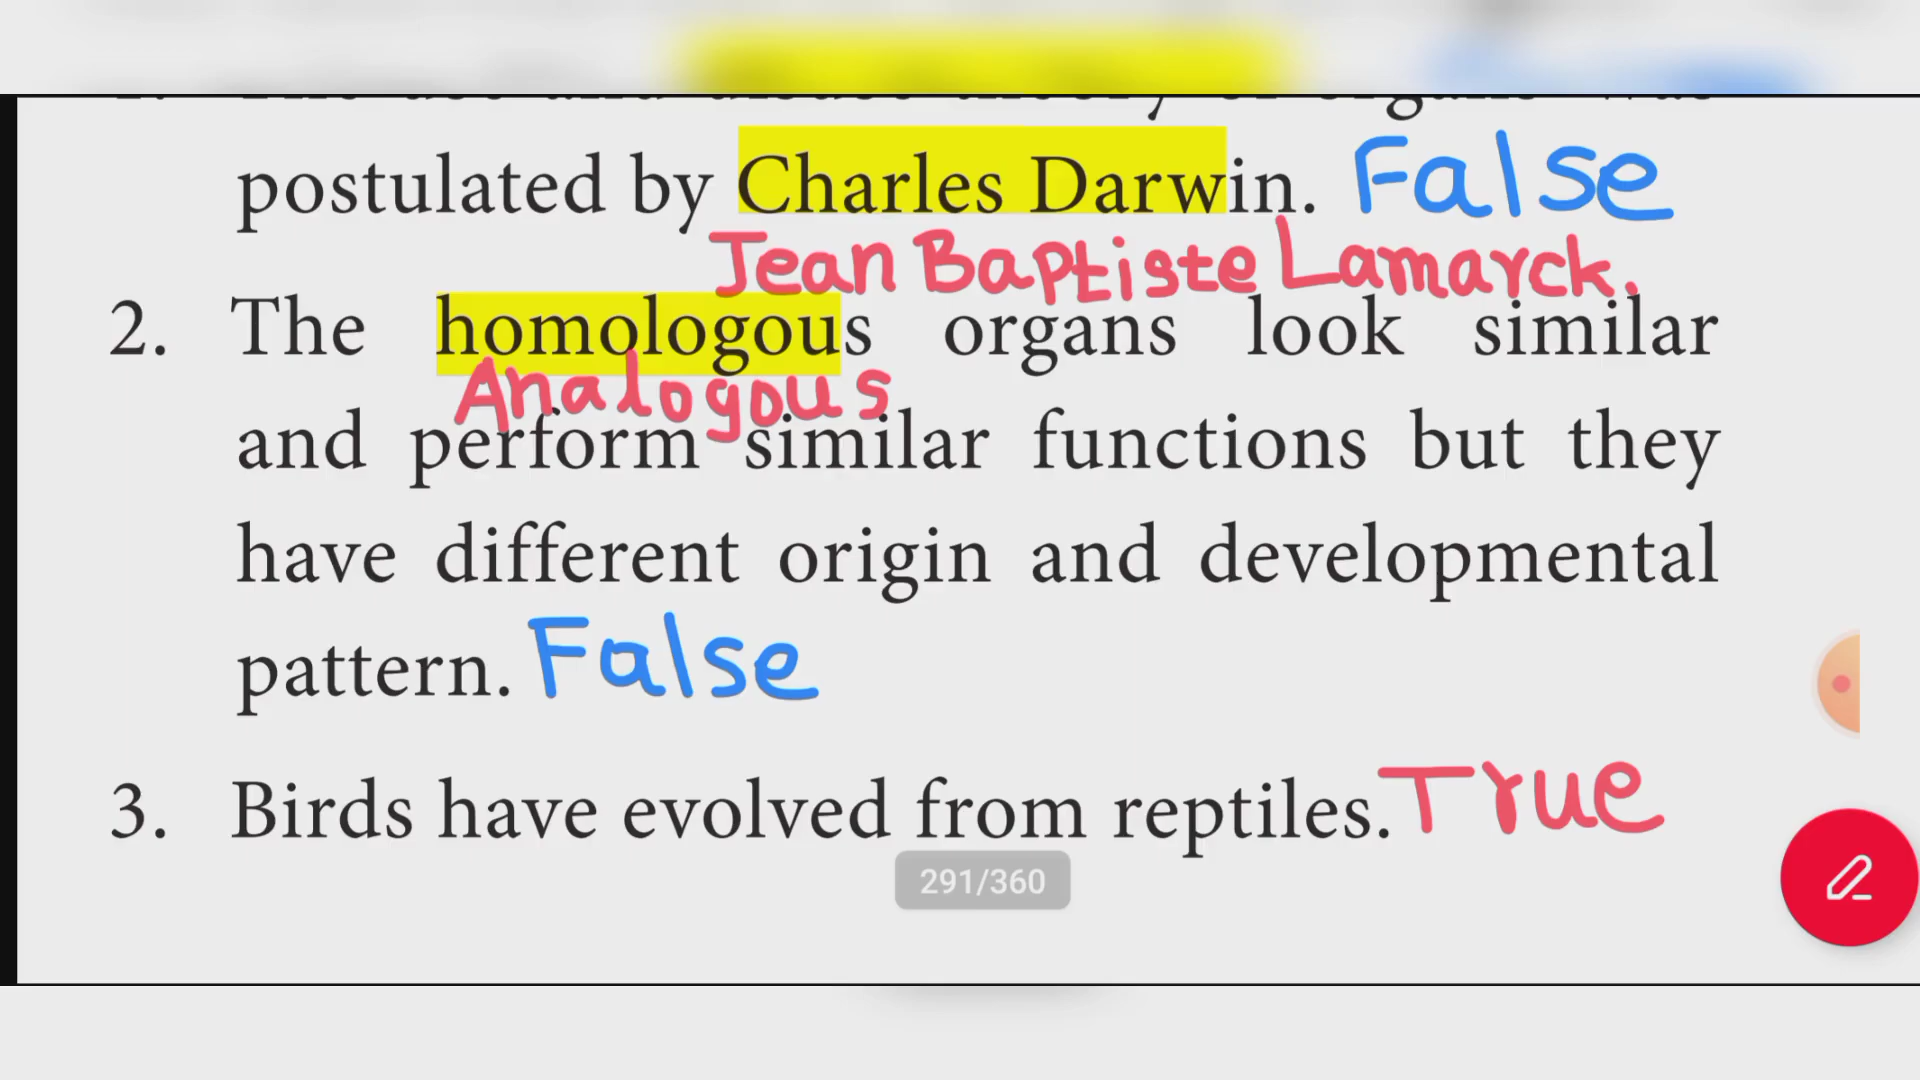 postulated by Charles Darwin. False
Jean Baptiste Lamarck.
2. The homologous organs look similar
Analogous
and perform similar functions but they
have different origin and developmental
pattern. False
3. Birds have evolved from reptiles. True
291/360